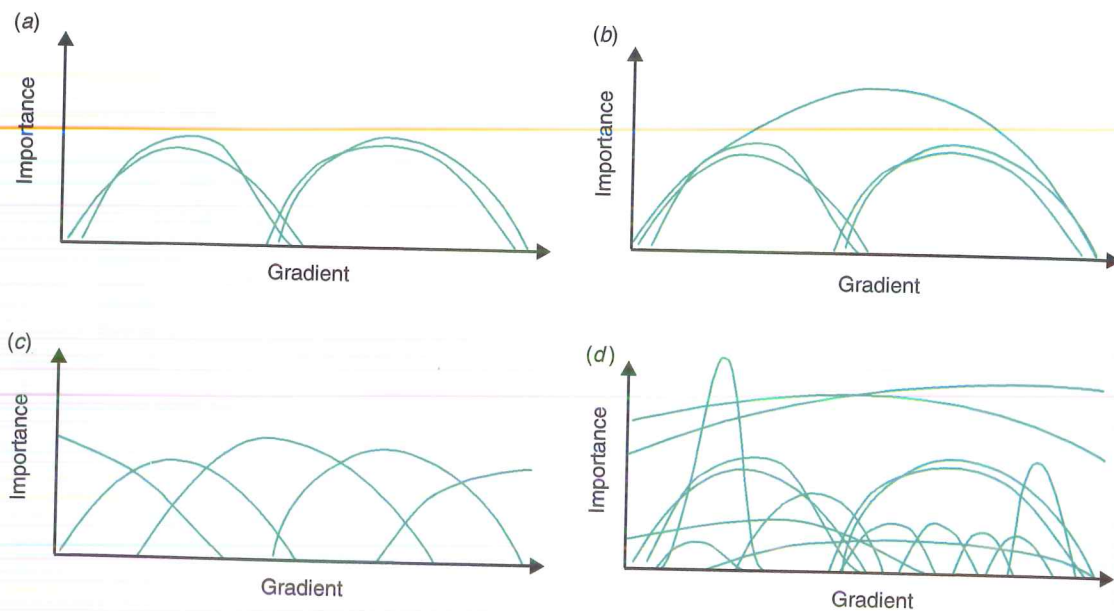 (a)
Importance
Gradient
(b)
Importance
Gradient
(c)
Importance
Gradient
(d)
Importance
Gradient